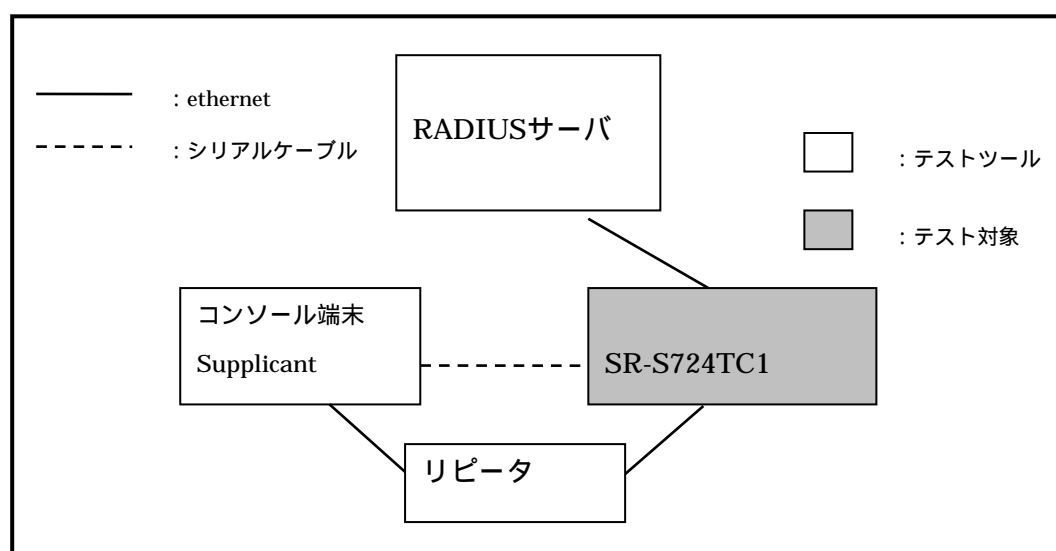 : ethernet
: シリアルケーブル
RADIUSサーバ
: テストツール
: テスト対象
コンソール端末
Supplicant
SR-S724TC1
リピータ